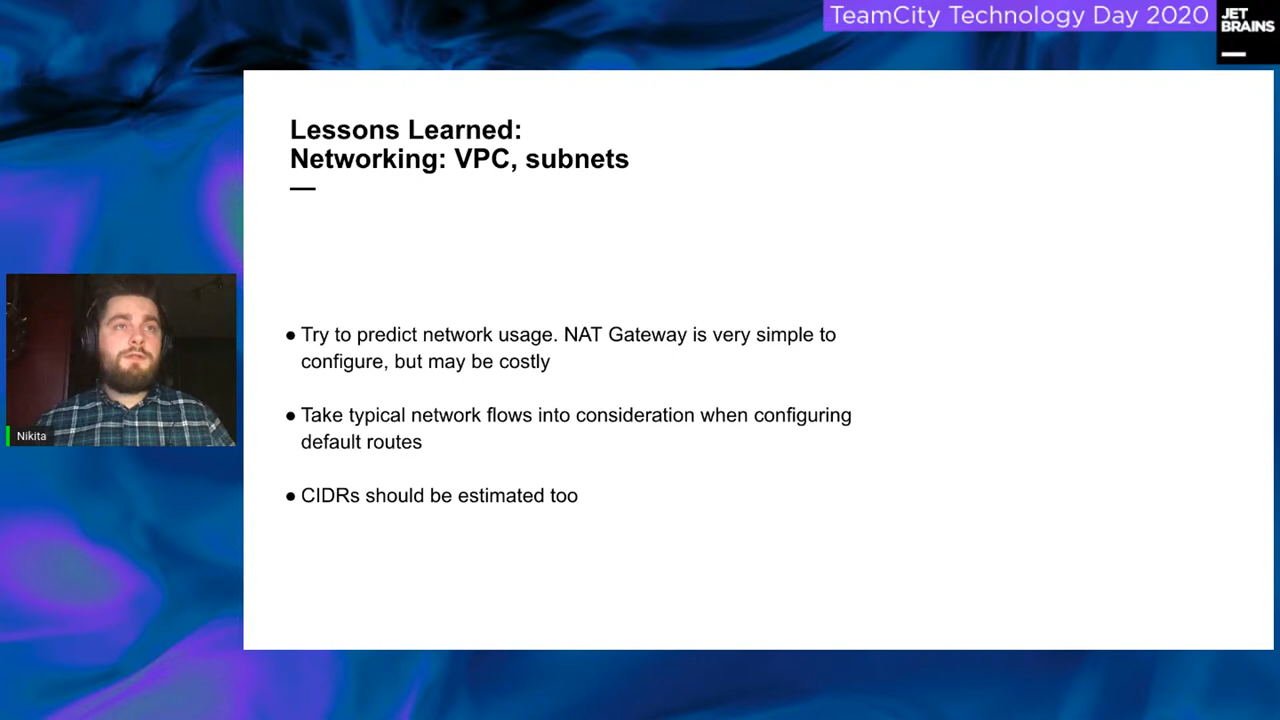 TeamCity Technology Day 2020
JET
BRAINS
Lessons Learned:
Networking: VPC, subnets
● Try to predict network usage. NAT Gateway is very simple to
configure, but may be costly
● Take typical network flows into consideration when configuring
default routes
● CIDRs should be estimated too
Nikita